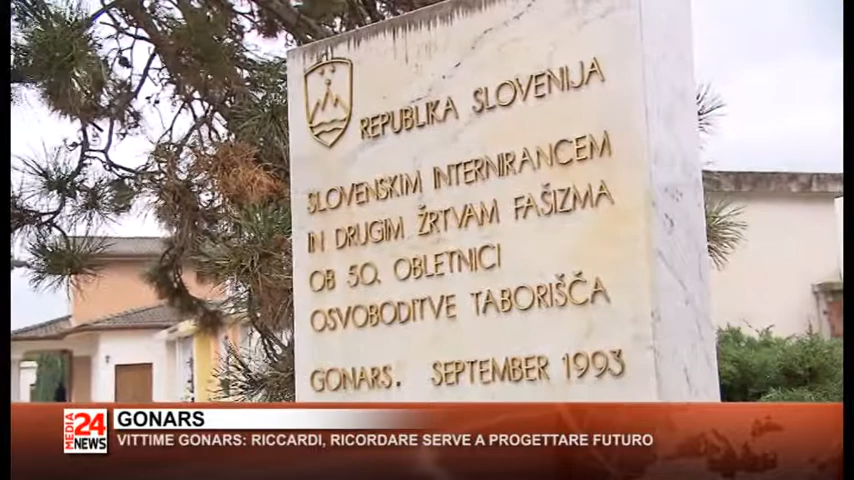 REPUBLIKA SLOVENIJA
SLOVENSKIM INTERNIRANCEM
IN DRUGIM ŽRTVAM FAŠIZMA
OB 50. OBLETNICI
OSVOBODITVE TABORIŠČA
GONARS. SEPTEMBER 1993
MEDIA 24 NEWS
GONARS
VITTIME GONARS: RICCARDI, RICORDARE SERVE A PROGETTARE FUTURO